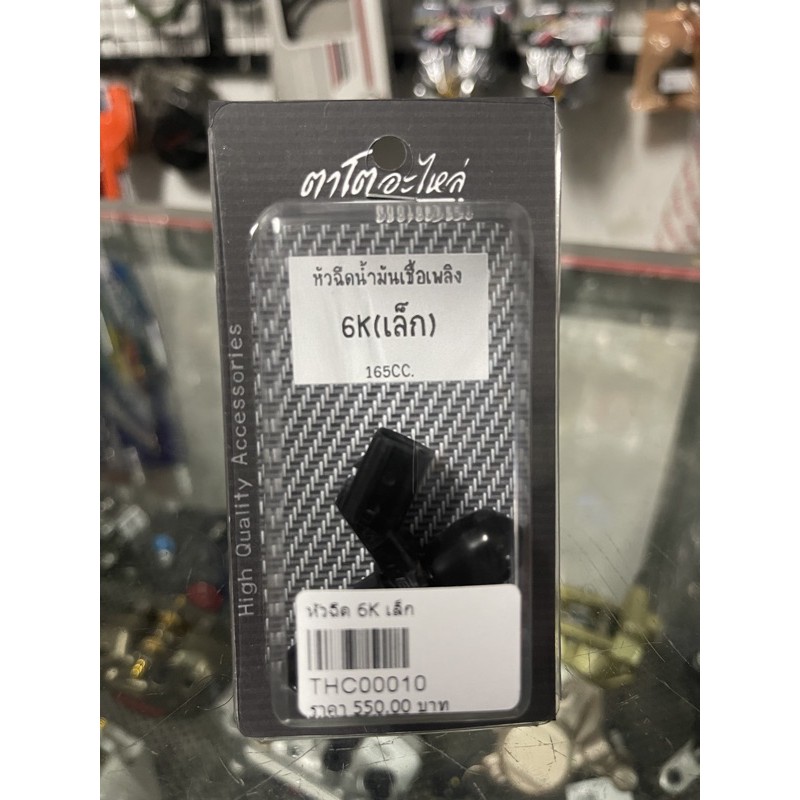 ตาโตอะไหล่
หัวฉีดน้ำมันเชื้อเพลิง
6K(เล็ก)
165CC.
High Quality Accessories
หัวฉีด 6K เล็ก
THC00010
ราคา 550.00 บาท